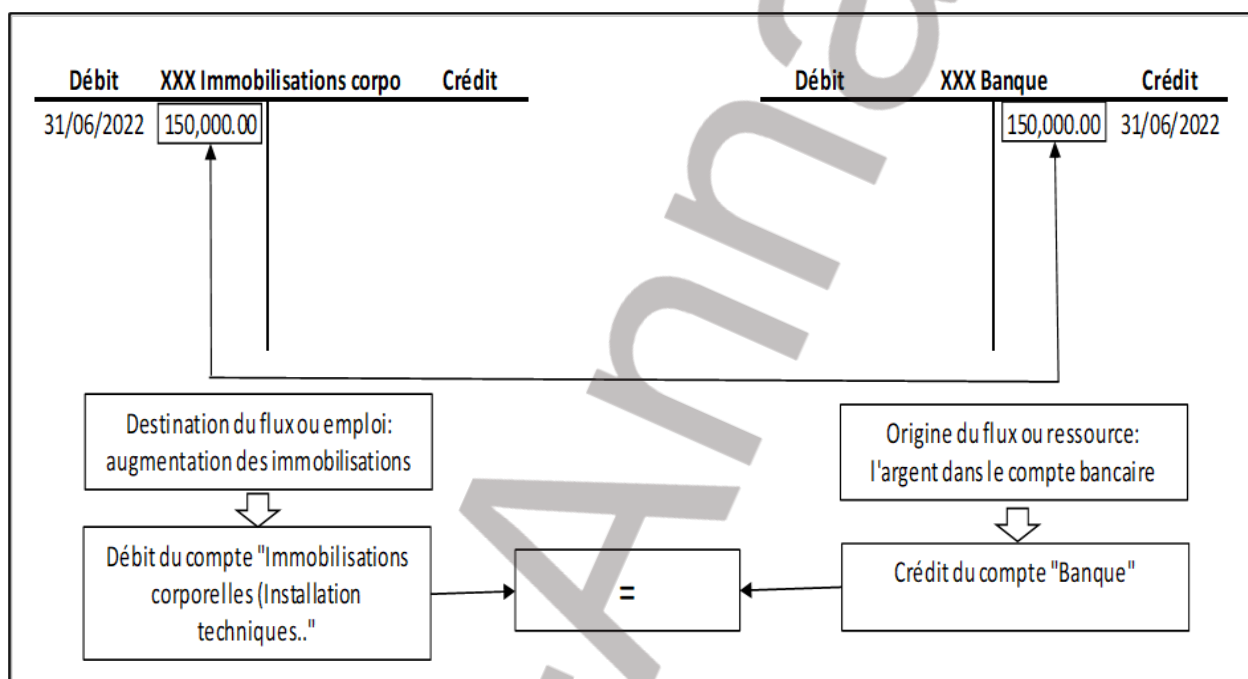 Débit XXX Immobilisations corpo Crédit
31/06/2022 150,000.00
Débit XXX Banque Crédit
150,000.00 31/06/2022
Destination du flux ou emploi:
augmentation des immobilisations
Origine du flux ou ressource:
l'argent dans le compte bancaire
Débit du compte "Immobilisations
corporelles (Installation
techniques.."
=
Crédit du compte "Banque"